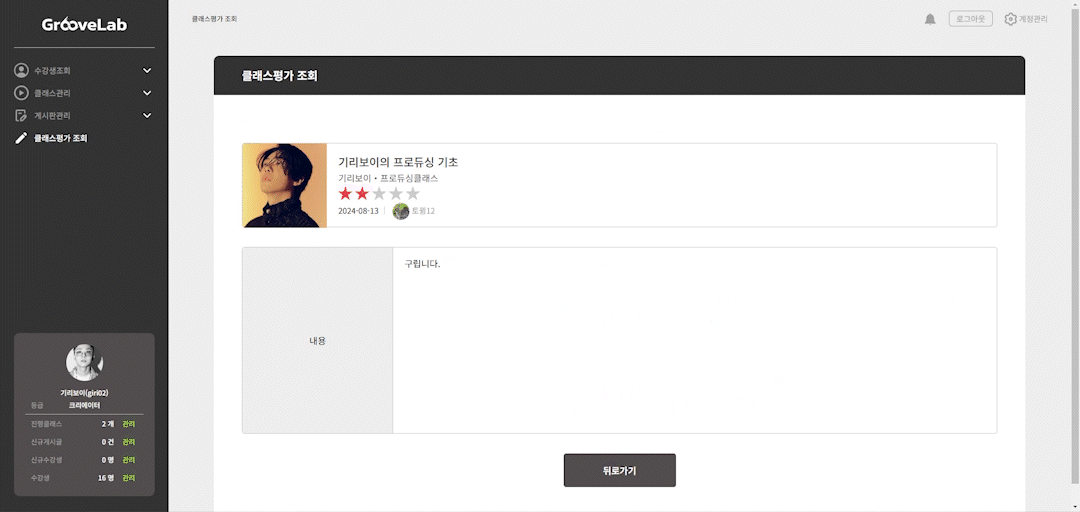 GrooveLab
수강생조회
클래스관리
게시판관리
클래스평가 조회
기리보이(giri02)
등급 크리에이터
진행클래스 2 개 관리
신규게시글 0 건 관리
신규수강생 0 명 관리
수강생 16 명 관리
클래스평가 조회
로그아웃
계정관리
클래스평가 조회
기리보이의 프로듀싱 기초
기리보이 • 프로듀싱클래스
2024-08-13 | 토윙12
내용
구립니다.
뒤로가기